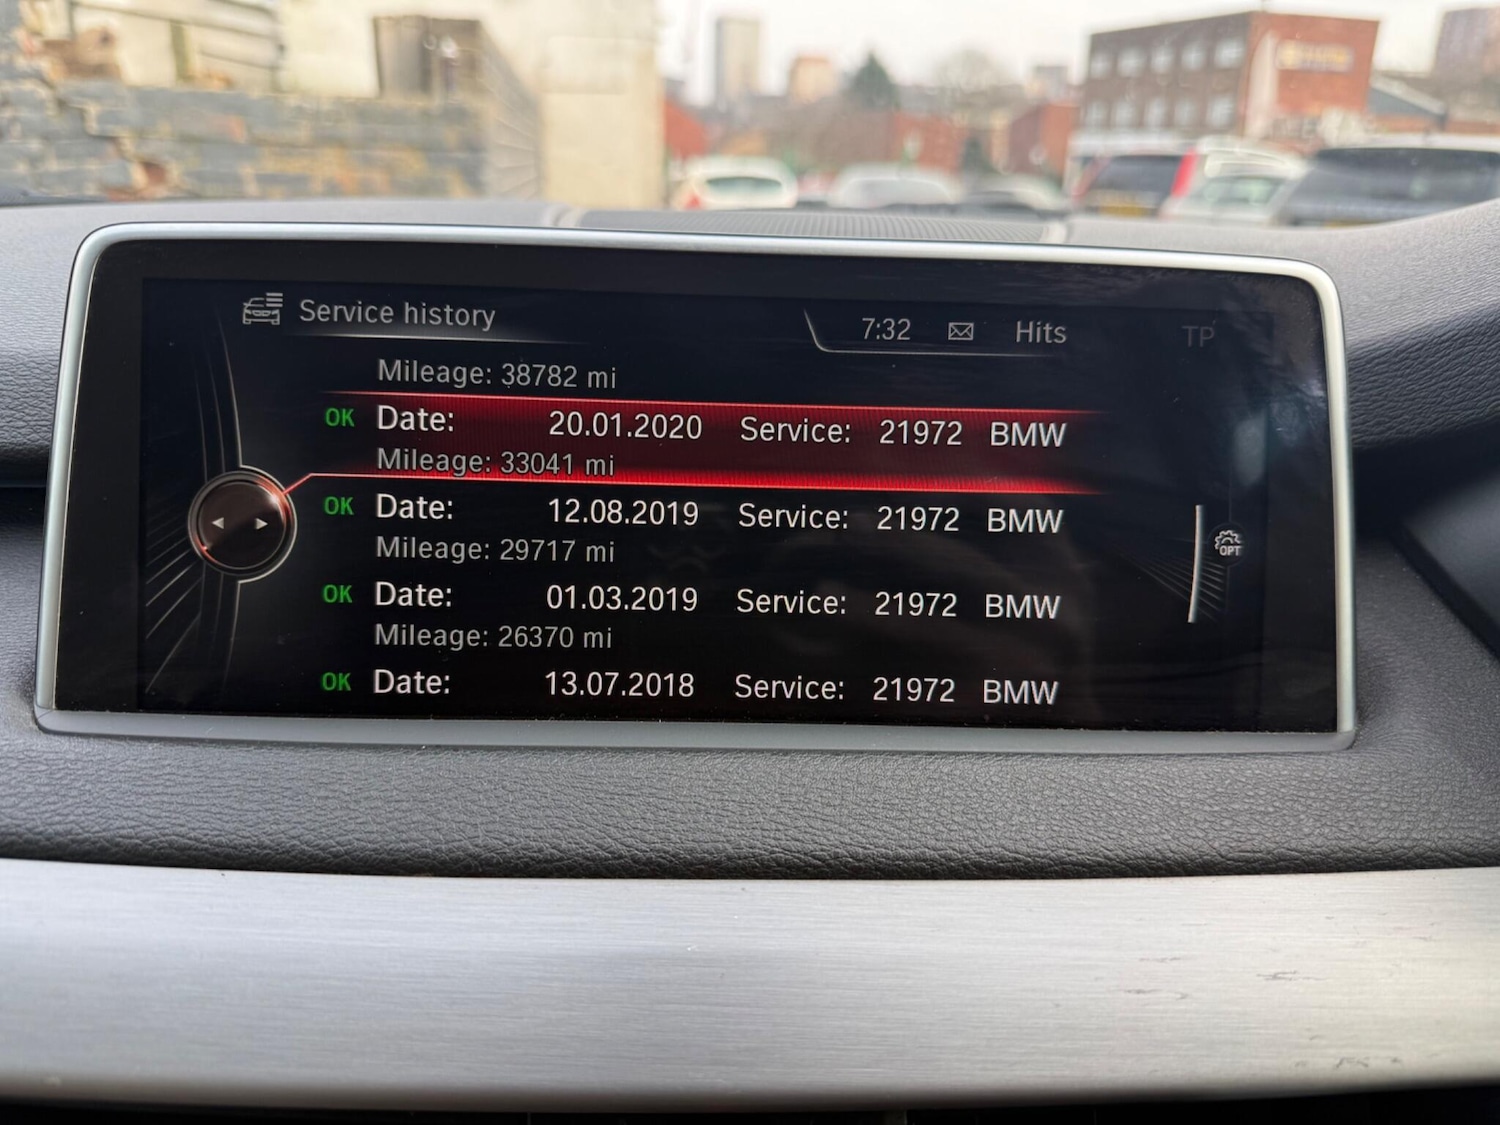 Service history 7:32 Hits TP
Mileage: 38782 mi
OK Date: 20.01.2020 Service: 21972 BMW
Mileage: 33041 mi
OK Date: 12.08.2019 Service: 21972 BMW
Mileage: 29717 mi
OPT
OK Date: 01.03.2019 Service: 21972 BMW
Mileage: 26370 mi
OK Date: 13.07.2018 Service: 21972 BMW